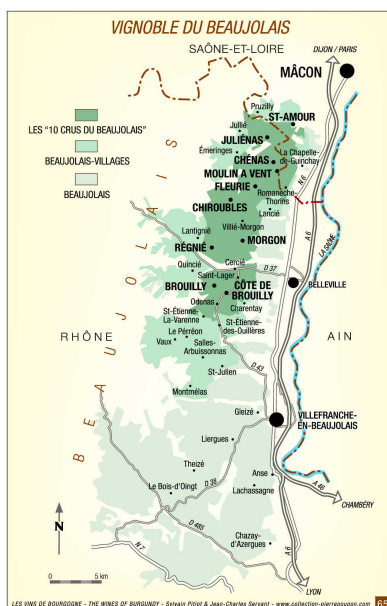 VIGNOBLE DU BEAUJOLAIS
SAÔNE-ET-LOIRE
DIJON / PARIS
MÂCON
Pruzilly
ST-AMOUR
LES "10 CRUS DU BEAUJOLAIS"
Jullié
JULIÉNAS
Émeringes
CHÉNAS
La Chapelle-
de-Guinchay
BEAUJOLAIS-VILLAGES
MOULIN A VENT
N 6
FLEURIE
Romanèche-
Thorins
BEAUJOLAIS
CHIROUBLES
Lancié
Villié-Morgon
A 6
LA SAÔNE
Lantignié
MORGON
RÉGNIÉ
Cercié
D 37
Quincié
Saint-Lager
BROUILLY
CÔTE DE
BROUILLY
BELLEVILLE
Odenas
Charentay
St-Étienne-
La-Varenne
St-Étienne-
des-Ouillères
RHÔNE
AIN
Le Pérréon
Vaux
Salles-
Arbuissonnas
St-Julien
D 43
Montmélas
BEAUJOLAIS
Gleizé
VILLEFRANCHE-
EN-BEAUJOLAIS
Liergues
Theizé
Anse
D 38
A 46
Le Bois-d'Oingt
Lachassagne
CHAMBÉRY
N
D 485
Chazay-
d'Azergues
N 7
A 6
0 5 km
LYON
LES VINS DE BOURGOGNE - THE WINES OF BURGUNDY - Sylvain Pitiot & Jean-Charles Servant - www.collection-pierrepoupon.com